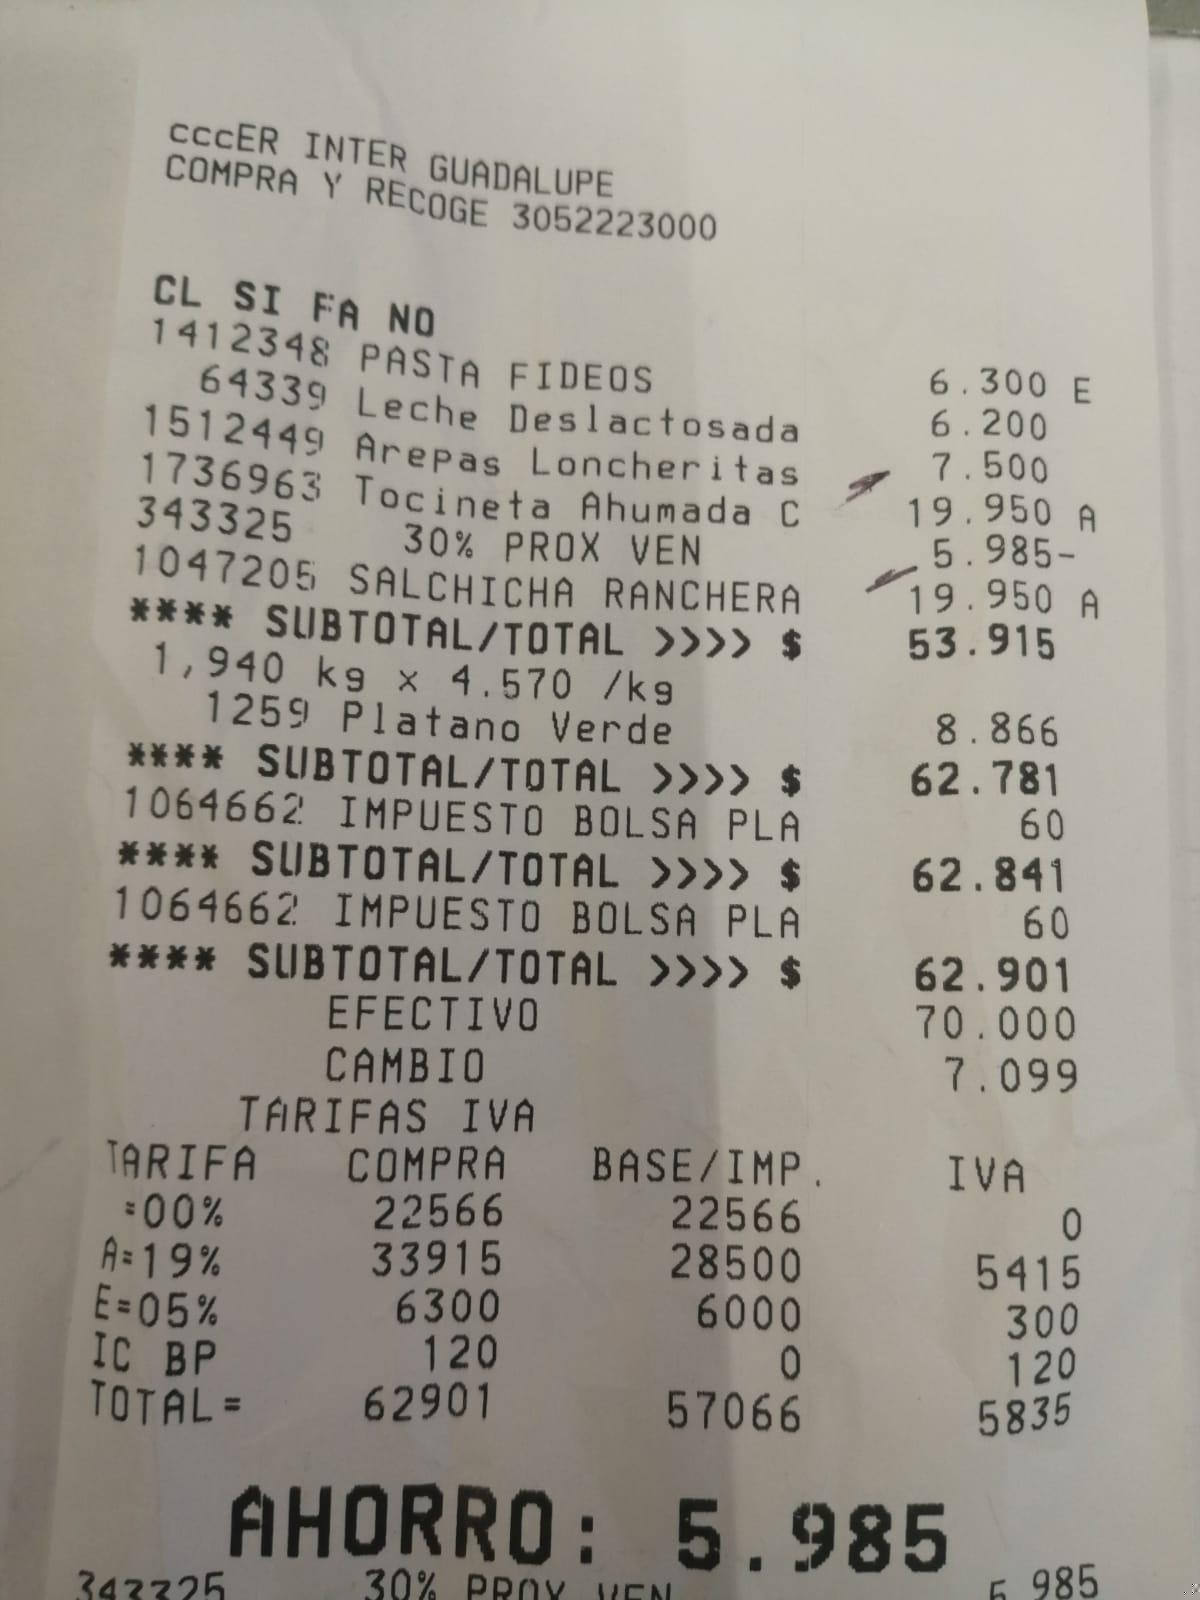 cccER INTER GUADALUPE
COMPRA Y RECOGE 3052223000
CL SI FA NO
1412348 PASTA FIDEOS 6.300 E
64339 Leche Deslactosada 6.200
1512449 Arepas Loncheritas 7.500
1736963 Tocineta Ahumada C 19.950 A
343325 30% PROX VEN 5.985-
1047205 SALCHICHA RANCHERA 19.950 A
**** SUBTOTAL/TOTAL >>>> $ 53.915
1,940 kg x 4.570 /kg
1259 Platano Verde 8.866
**** SUBTOTAL/TOTAL >>>> $ 62.781
1064662 IMPUESTO BOLSA PLA 60
**** SUBTOTAL/TOTAL >>>> $ 62.841
1064662 IMPUESTO BOLSA PLA 60
**** SUBTOTAL/TOTAL >>>> $ 62.901
EFECTIVO 70.000
CAMBIO 7.099
TARIFAS IVA
TARIFA COMPRA BASE/IMP. IVA
=00% 22566 22566 0
A=19% 33915 28500 5415
E=05% 6300 6000 300
IC BP 120 0 120
TOTAL= 62901 57066 5835
AHORRO: 5.985
343325 30% PROX VEN 5.985